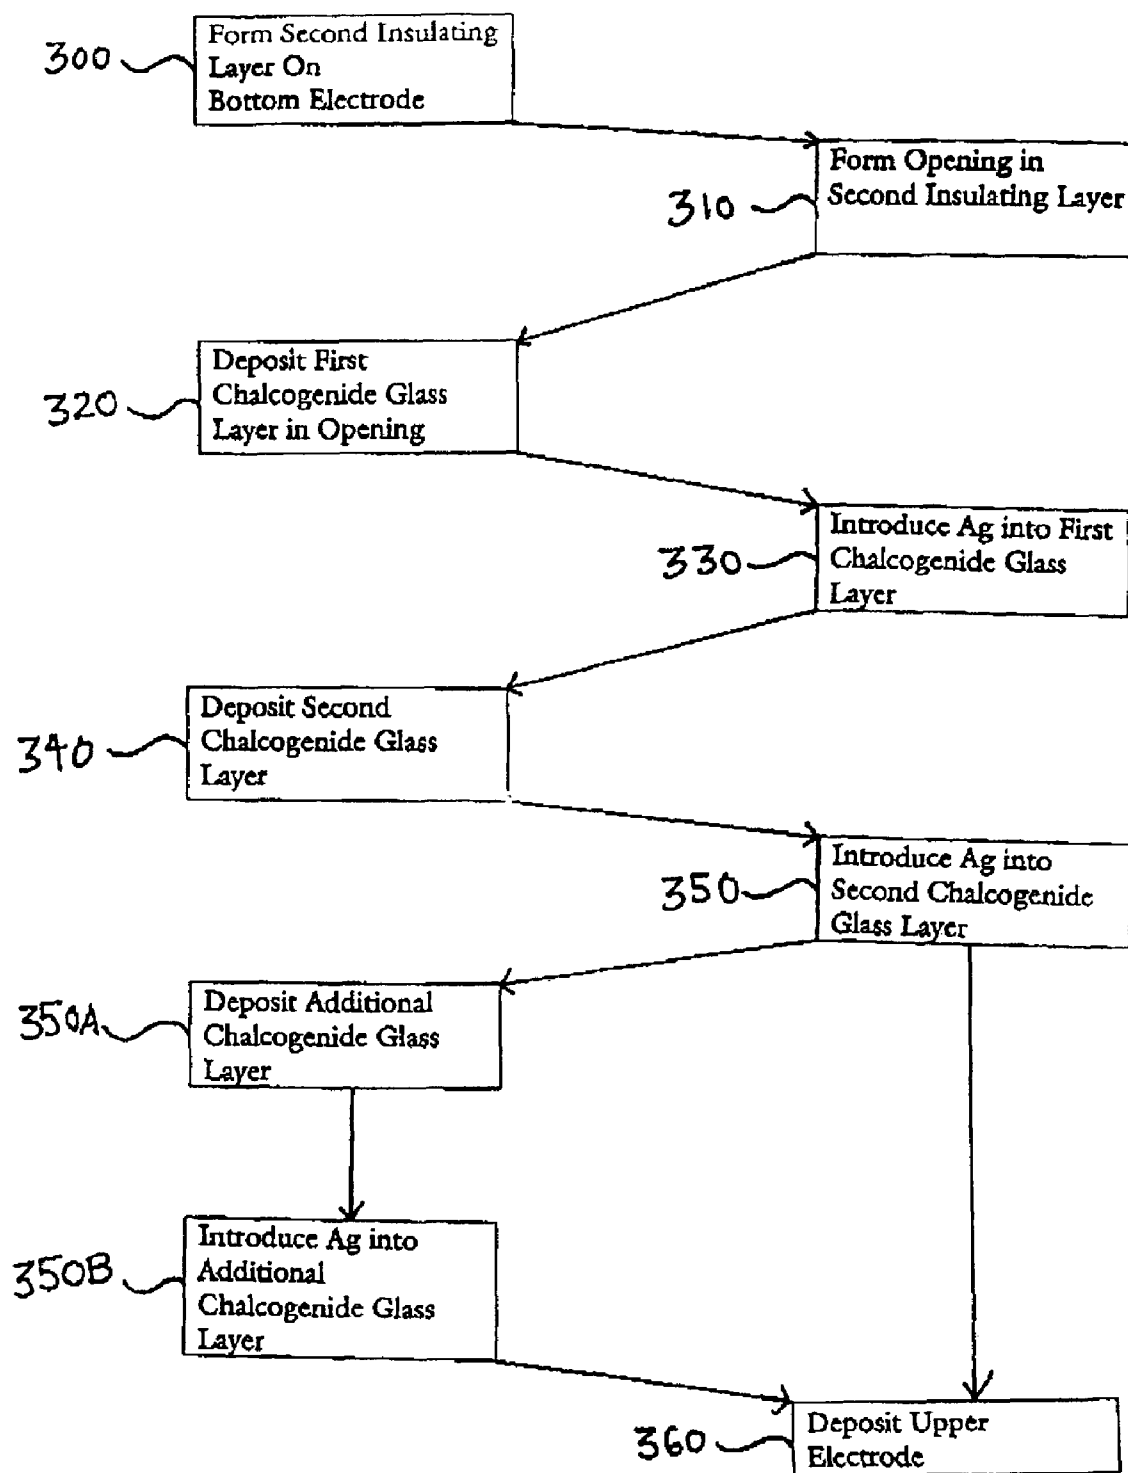 300
Form Second Insulating
Layer On
Bottom Electrode
310
Form Opening in
Second Insulating Layer
320
Deposit First
Chalcogenide Glass
Layer in Opening
330
Introduce Ag into First
Chalcogenide Glass
Layer
340
Deposit Second
Chalcogenide Glass
Layer
350
Introduce Ag into
Second Chalcogenide
Glass Layer
350A
Deposit Additional
Chalcogenide Glass
Layer
350B
Introduce Ag into
Additional
Chalcogenide Glass
Layer
360
Deposit Upper
Electrode